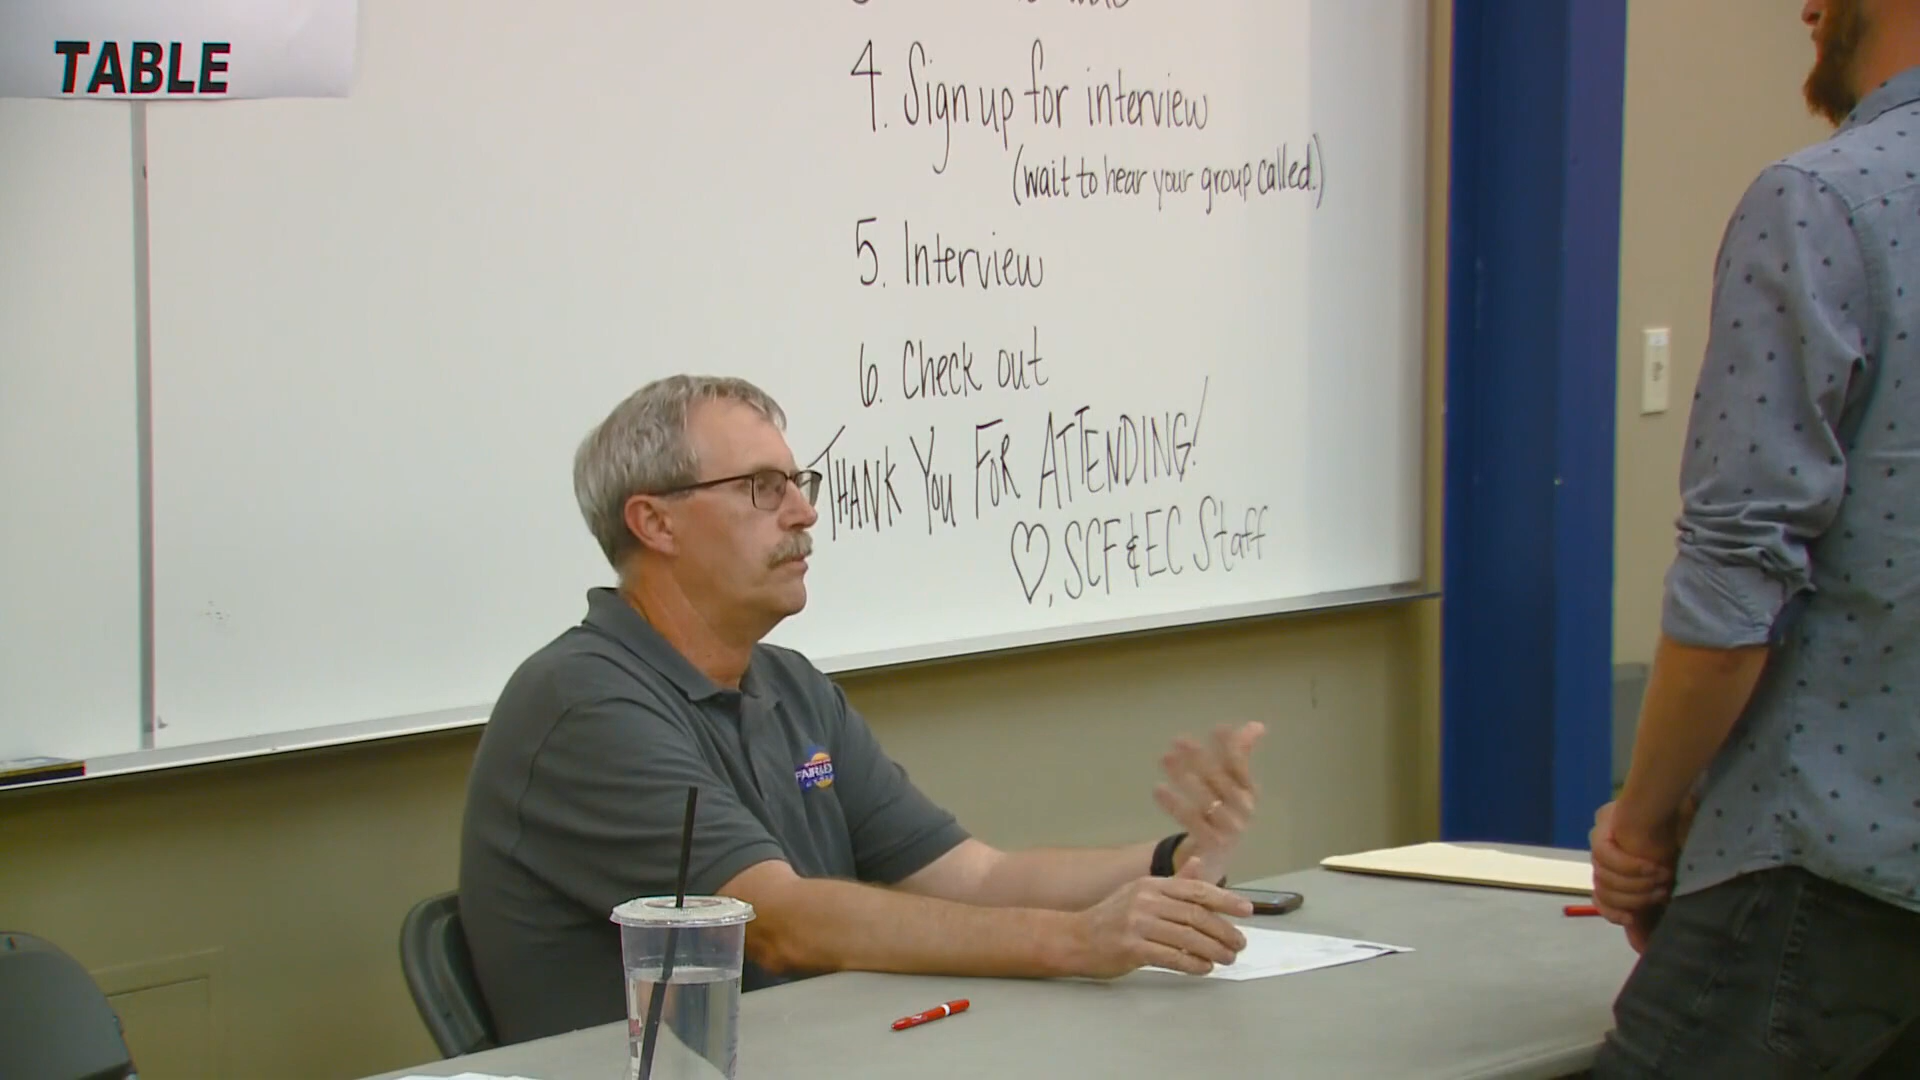 TABLE
4. Sign up for interview
(wait to hear your group called.)
5. Interview
6. Check out
THANK YOU FOR ATTENDING!
♡, SCF & EC Staff